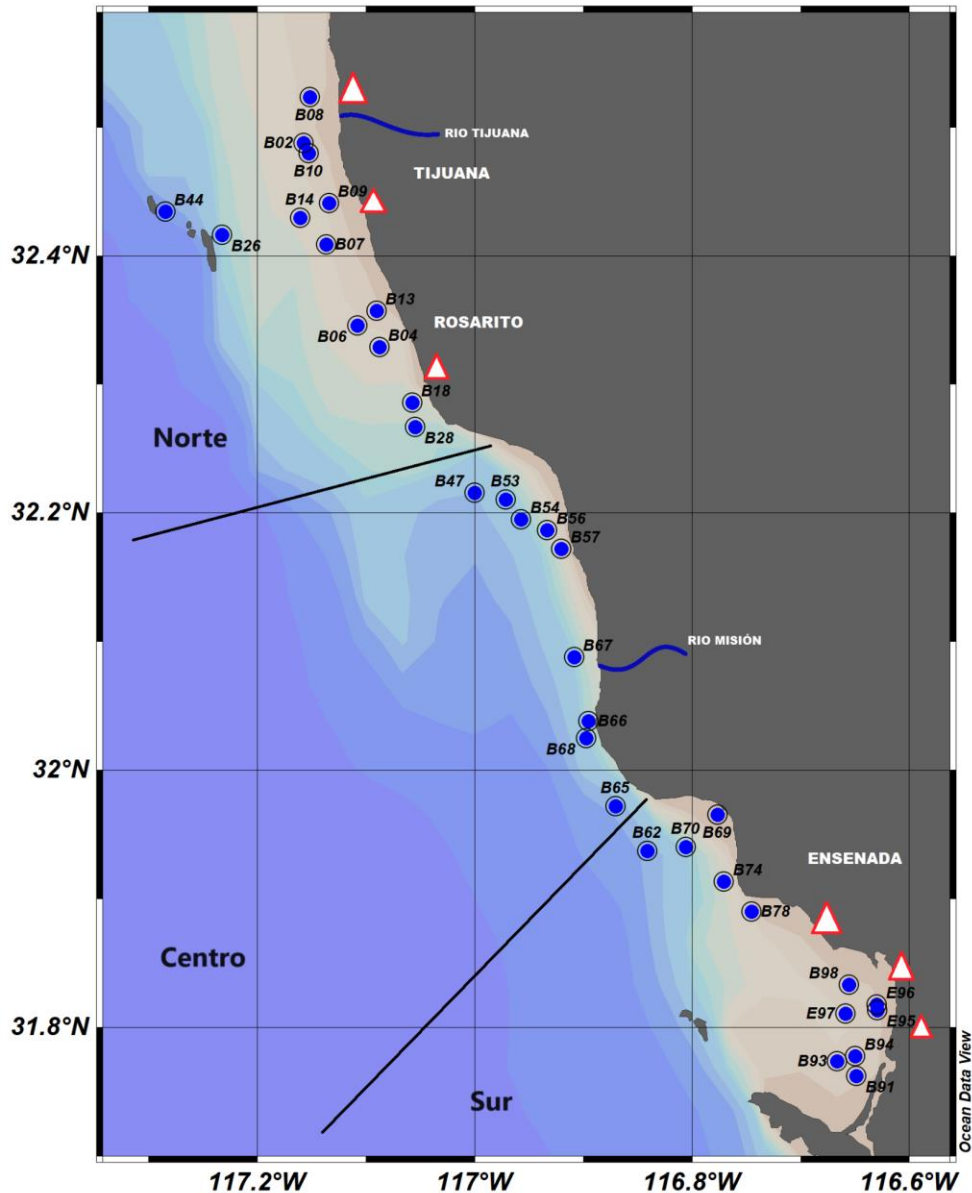 B08
RIO TIJUANA
B02
B10
TIJUANA
B44
B14
B09
B26
B07
32.4°N
B13
ROSARITO
B06
B04
B18
Norte
B28
B47
B53
32.2°N
B54
B56
B57
B67
RIO MISIÓN
B66
B68
32°N
B65
B62
B70
B69
ENSENADA
B74
B78
Centro
B98
E96
E97
E95
31.8°N
B94
B93
B91
Sur
Ocean Data View
117.2°W
117°W
116.8°W
116.6°W